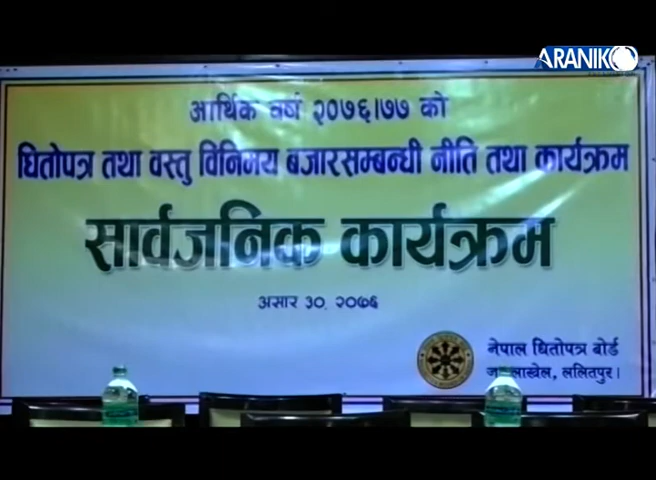 ARANIKO
आर्थिक वर्ष २०७६।७७ को
धितोपत्र तथा वस्तु विनिमय बजारसम्बन्धी नीति तथा कार्यक्रम
सार्वजनिक कार्यक्रम
असार ३०, २०७६
नेपाल धितोपत्र बोर्ड
ललितपुर।